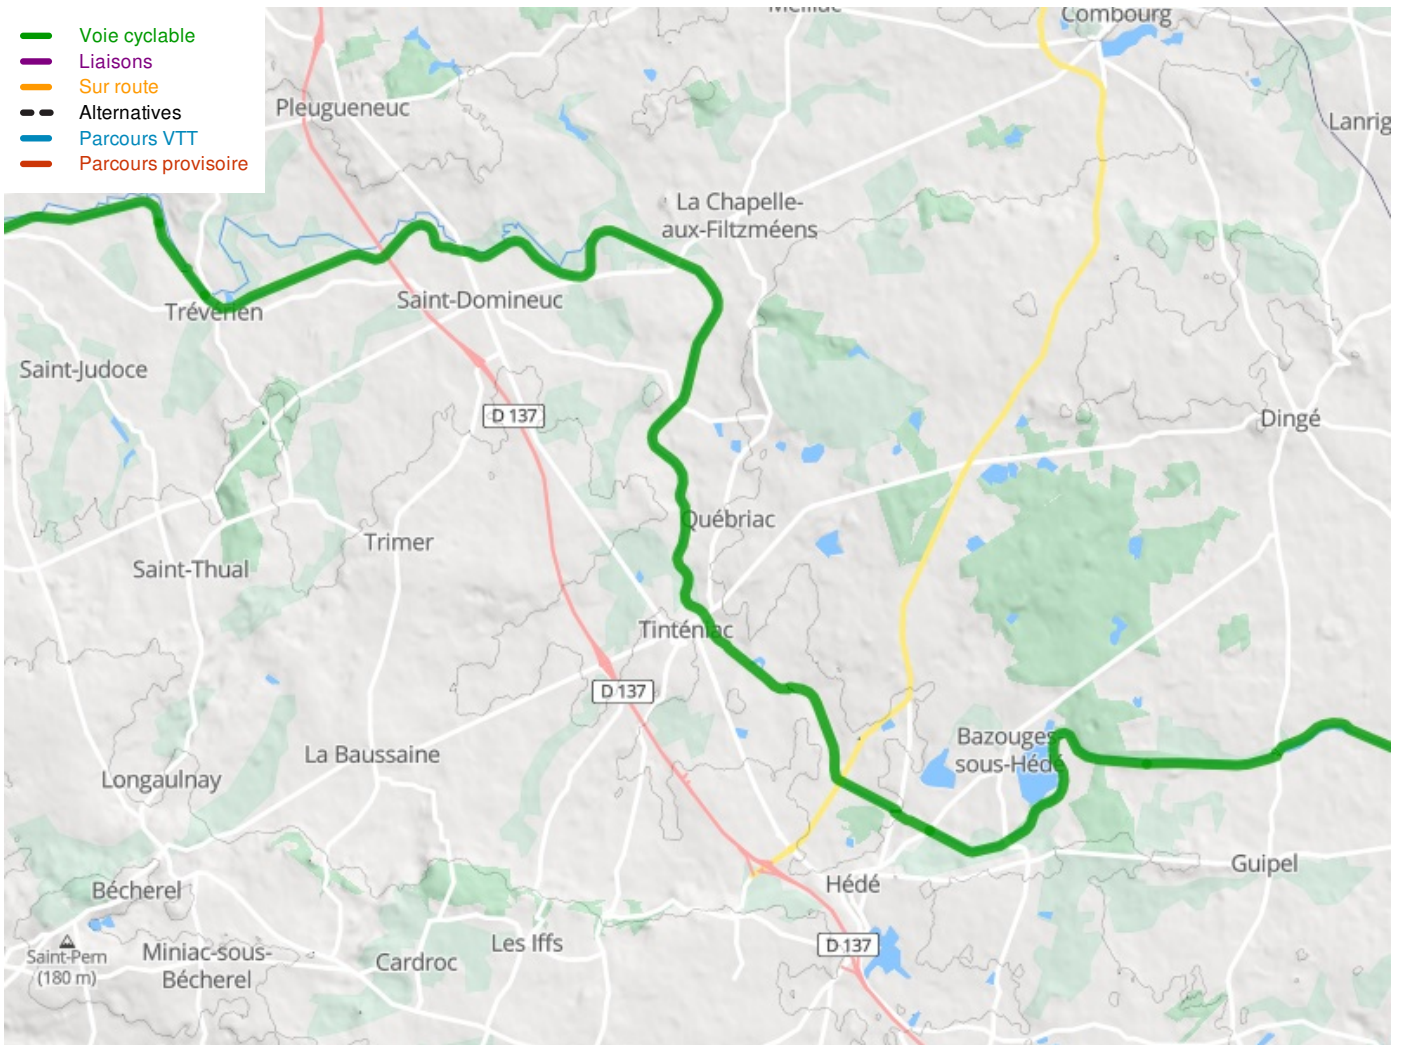 Voie cyclable
Liaisons
Sur route
Alternatives
Parcours VTT
Parcours provisoire
Combourg
Pleugueneuc
Lanrig
La Chapelle-
aux-Filtzméens
Saint-Domineuc
Trévérien
Saint-Judoce
D 137
Dingé
Québriac
Trimer
Saint-Thual
Tinténiac
D 137
Bazouges-
sous-Hédé
La Baussaine
Longaulnay
Guipel
Hédé
Bécherel
Les Iffs
D 137
Saint-Pern
(180 m)
Miniac-sous-
Bécherel
Cardroc